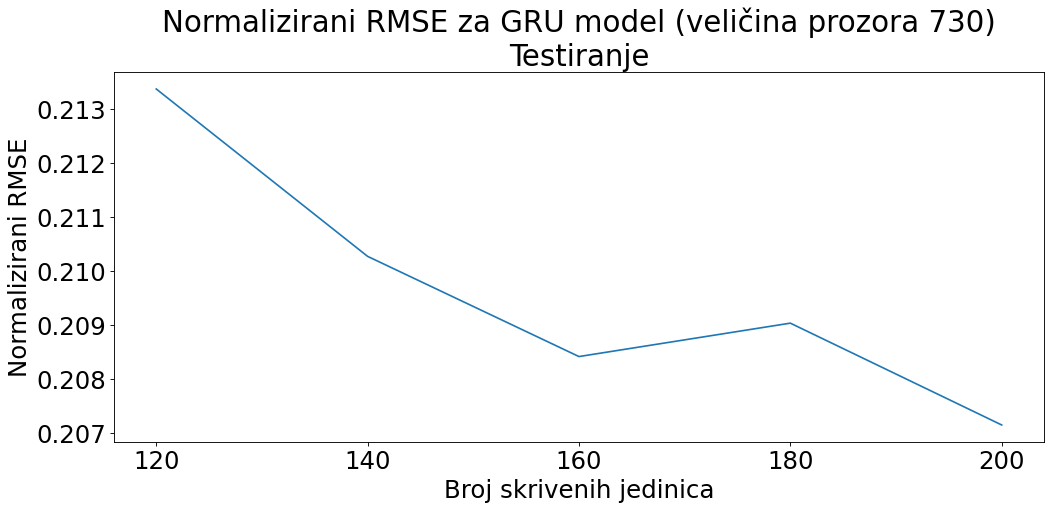 Normalizirani RMSE za GRU model (veličina prozora 730)
Testiranje
Normalizirani RMSE
0.213
0.212
0.211
0.210
0.209
0.208
0.207
120 140 160 180 200
Broj skrivenih jedinica